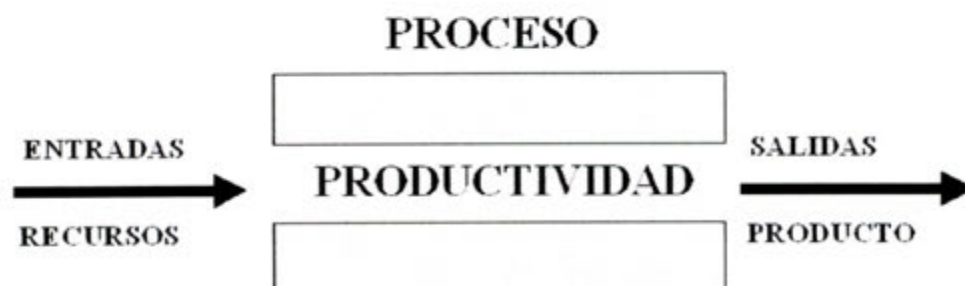 PROCESO
ENTRADAS
RECURSOS
PRODUCTIVIDAD
SALIDAS
PRODUCTO